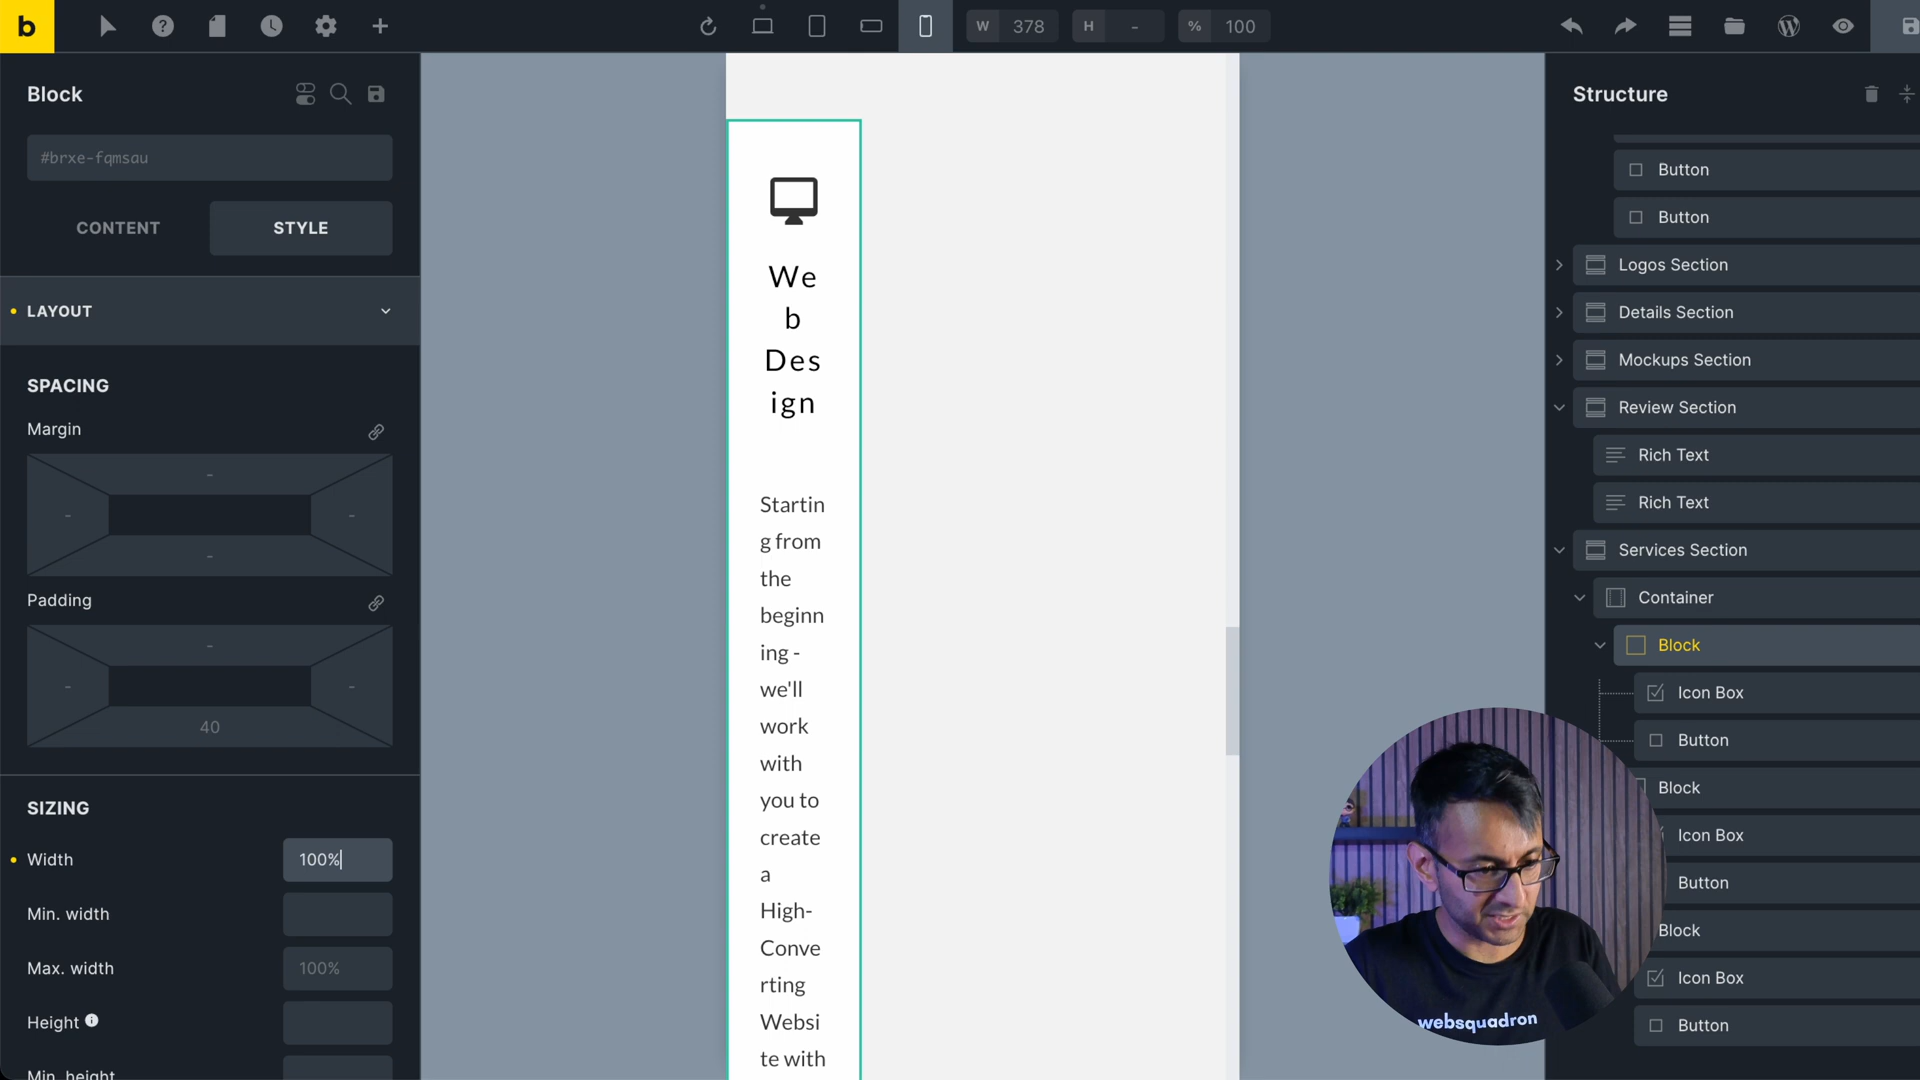 b
W 378
H -
% 100
Block
#brxe-fqmsau
CONTENT
STYLE
LAYOUT
SPACING
Margin
-
-
-
-
Padding
-
-
-
40
SIZING
Width
100%
Min. width
Max. width
100%
Height
Min. height
We
b
Des
ign
Startin
g from
the
beginn
ing -
we'll
work
with
you to
create
a
High-
Conve
rting
Websi
te with
Structure
Button
Button
Logos Section
Details Section
Mockups Section
Review Section
Rich Text
Rich Text
Services Section
Container
Block
Icon Box
Button
Block
Icon Box
Button
Block
Icon Box
Button
websquadron